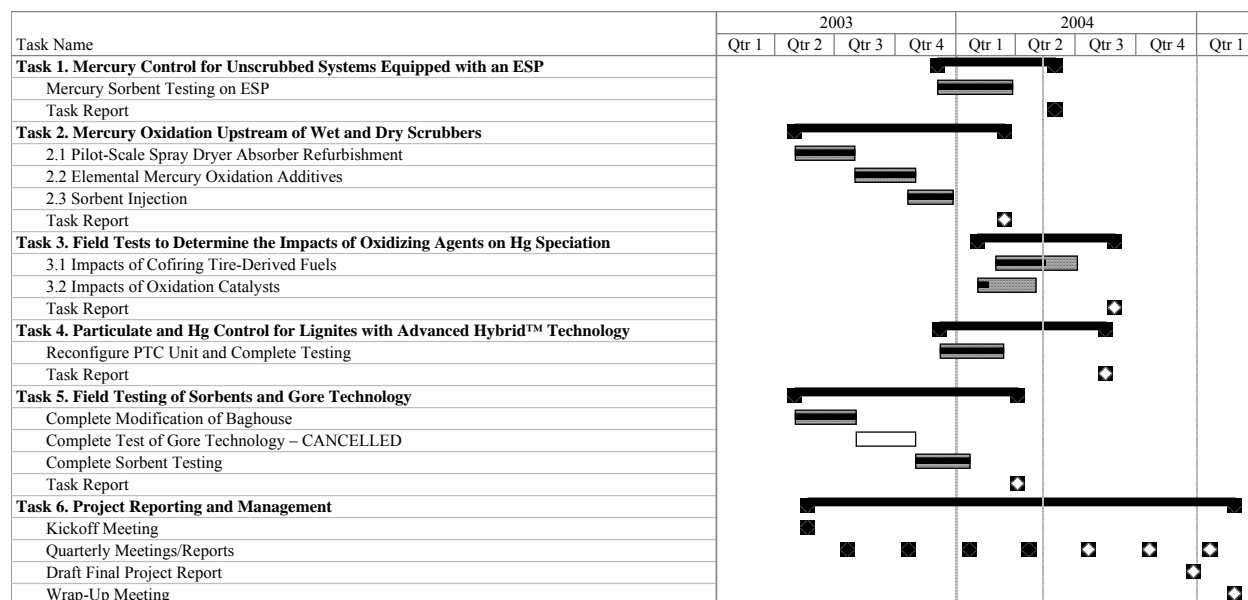 2003 2004
Task Name Qtr 1 Qtr 2 Qtr 3 Qtr 4 Qtr 1 Qtr 2 Qtr 3 Qtr 4 Qtr 1
Task 1. Mercury Control for Unscrubbed Systems Equipped with an ESP
Mercury Sorbent Testing on ESP
Task Report
Task 2. Mercury Oxidation Upstream of Wet and Dry Scrubbers
2.1 Pilot-Scale Spray Dryer Absorber Refurbishment
2.2 Elemental Mercury Oxidation Additives
2.3 Sorbent Injection
Task Report
Task 3. Field Tests to Determine the Impacts of Oxidizing Agents on Hg Speciation
3.1 Impacts of Cofiring Tire-Derived Fuels
3.2 Impacts of Oxidation Catalysts
Task Report
Task 4. Particulate and Hg Control for Lignites with Advanced Hybrid™ Technology
Reconfigure PTC Unit and Complete Testing
Task Report
Task 5. Field Testing of Sorbents and Gore Technology
Complete Modification of Baghouse
Complete Test of Gore Technology – CANCELLED
Complete Sorbent Testing
Task Report
Task 6. Project Reporting and Management
Kickoff Meeting
Quarterly Meetings/Reports
Draft Final Project Report
Wrap-Up Meeting